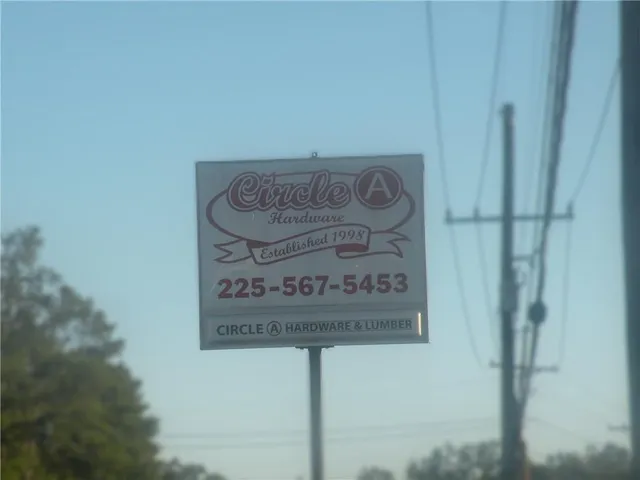 Circle A
Hardware
Established 1998
225-567-5453
CIRCLE A HARDWARE & LUMBER